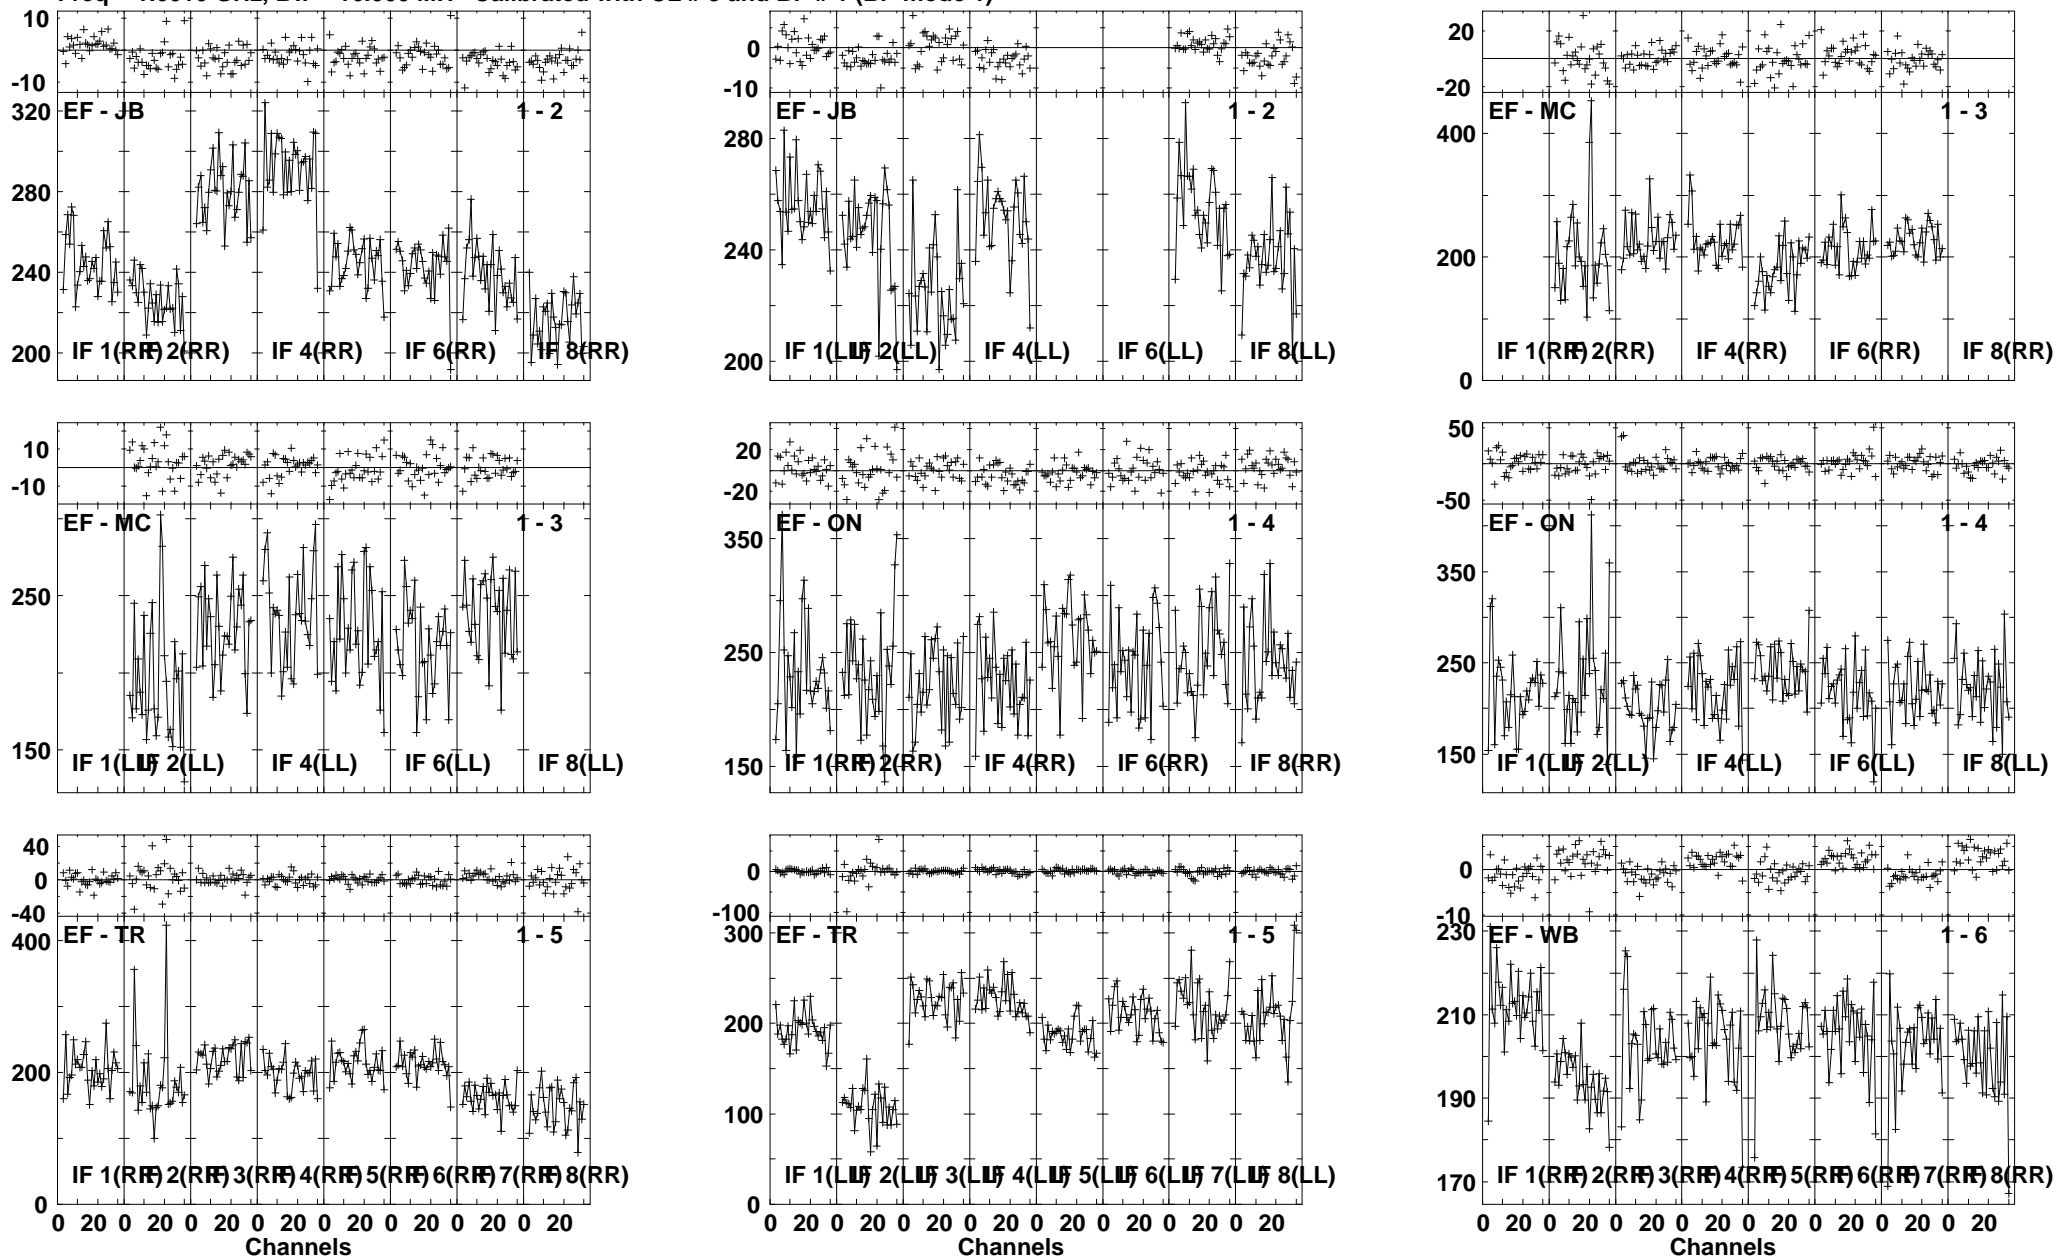 10
-10
320
280
240
200
EF - JB 1 - 2
IF 1(RR) IF 2(RR) IF 4(RR) IF 6(RR) IF 8(RR)
0
-10
280
240
200
EF - JB 1 - 2
IF 1(LL) IF 2(LL) IF 4(LL) IF 6(LL) IF 8(LL)
20
-20
400
200
0
EF - MC 1 - 3
IF 1(RR) IF 2(RR) IF 4(RR) IF 6(RR) IF 8(RR)
10
-10
250
150
EF - MC 1 - 3
IF 1(LL) IF 2(LL) IF 4(LL) IF 6(LL) IF 8(LL)
20
-20
350
250
150
EF - ON 1 - 4
IF 1(RR) IF 2(RR) IF 4(RR) IF 6(RR) IF 8(RR)
50
-50
350
250
150
EF - ON 1 - 4
IF 1(LL) IF 2(LL) IF 4(LL) IF 6(LL) IF 8(LL)
40
0
-40
400
200
0
EF - TR 1 - 5
IF 1(RR) IF 2(RR) IF 3(RR) IF 4(RR) IF 5(RR) IF 6(RR) IF 7(RR) IF 8(RR)
0 20 0 20 0 20 0 20 0 20 0 20 0 20 0 20
Channels
0
-100
300
200
100
0
EF - TR 1 - 5
IF 1(LL) IF 2(LL) IF 3(LL) IF 4(LL) IF 5(LL) IF 6(LL) IF 7(LL) IF 8(LL)
0 20 0 20 0 20 0 20 0 20 0 20 0 20 0 20
Channels
0
-10
230
210
190
170
EF - WB 1 - 6
IF 1(RR) IF 2(RR) IF 3(RR) IF 4(RR) IF 5(RR) IF 6(RR) IF 7(RR) IF 8(RR)
0 20 0 20 0 20 0 20 0 20 0 20 0 20 0 20
Channels